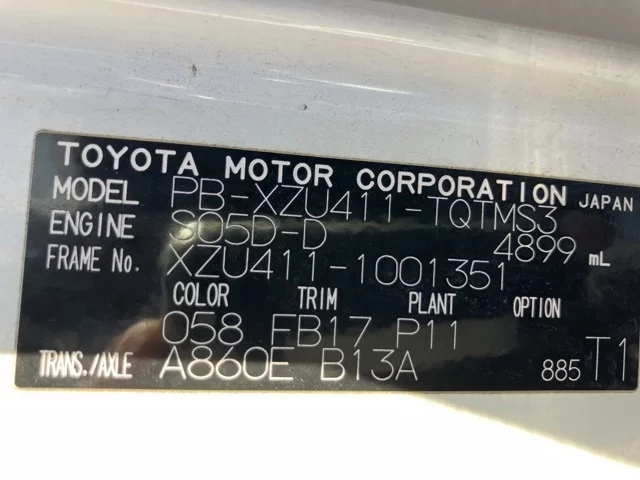 TOYOTA MOTOR CORPORATION JAPAN
MODEL PB-XZU411-TQTMS3
ENGINE S05D-D 4899 mL
FRAME No. XZU411-1001351
COLOR TRIM PLANT OPTION
058 FB17 P11
TRANS./AXLE A860E B13A 885 T1